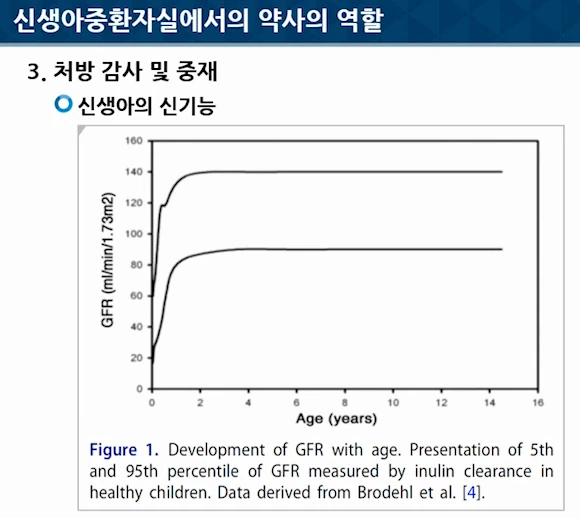 신생아중환자실에서의 약사의 역할
3. 처방 감사 및 중재
신생아의 신기능
160
140
120
100
80
60
40
20
0
GFR (ml/min/1.73m2)
0 2 4 6 8 10 12 14 16
Age (years)
Figure 1. Development of GFR with age. Presentation of 5th
and 95th percentile of GFR measured by inulin clearance in
healthy children. Data derived from Brodehl et al. [4].